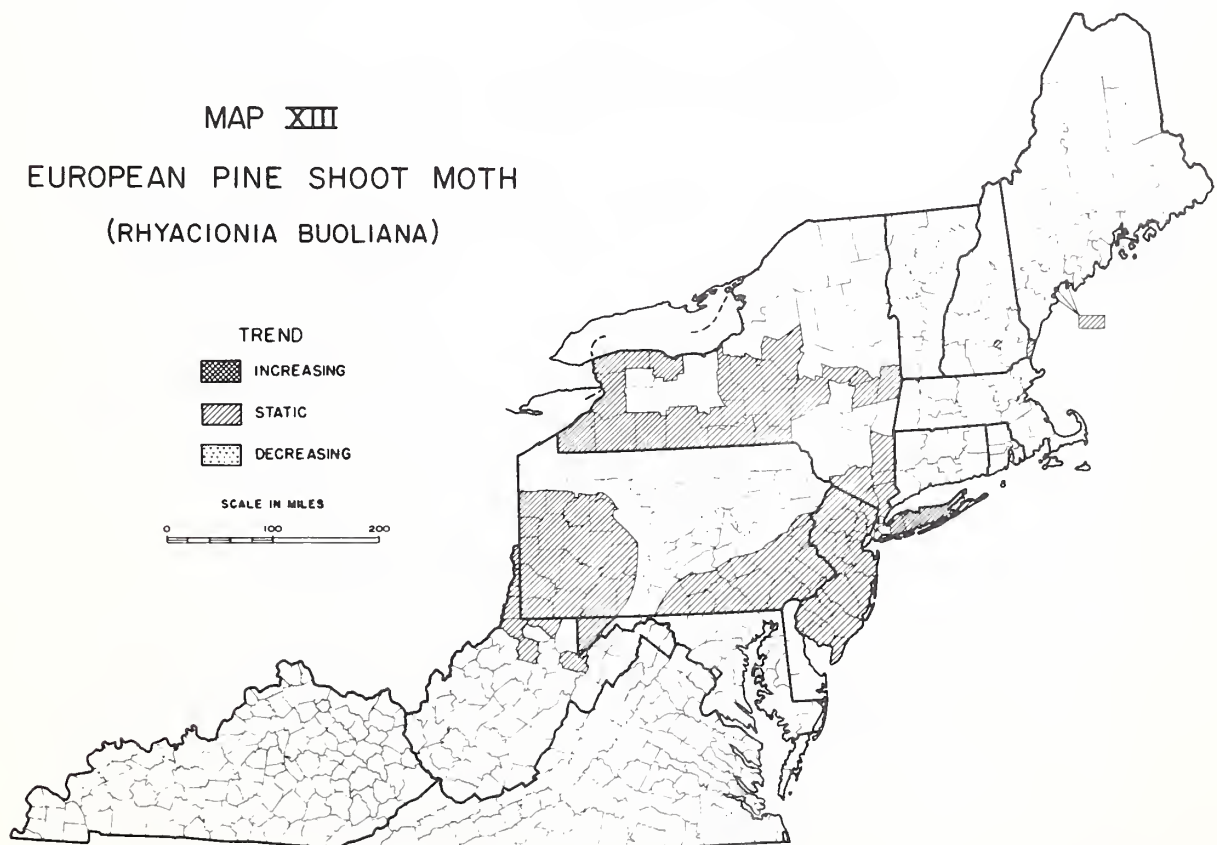 MAP XIII
EUROPEAN PINE SHOOT MOTH
(RHYACIONIA BUOLIANA)
TREND
INCREASING
STATIC
DECREASING
SCALE IN MILES
0 100 200